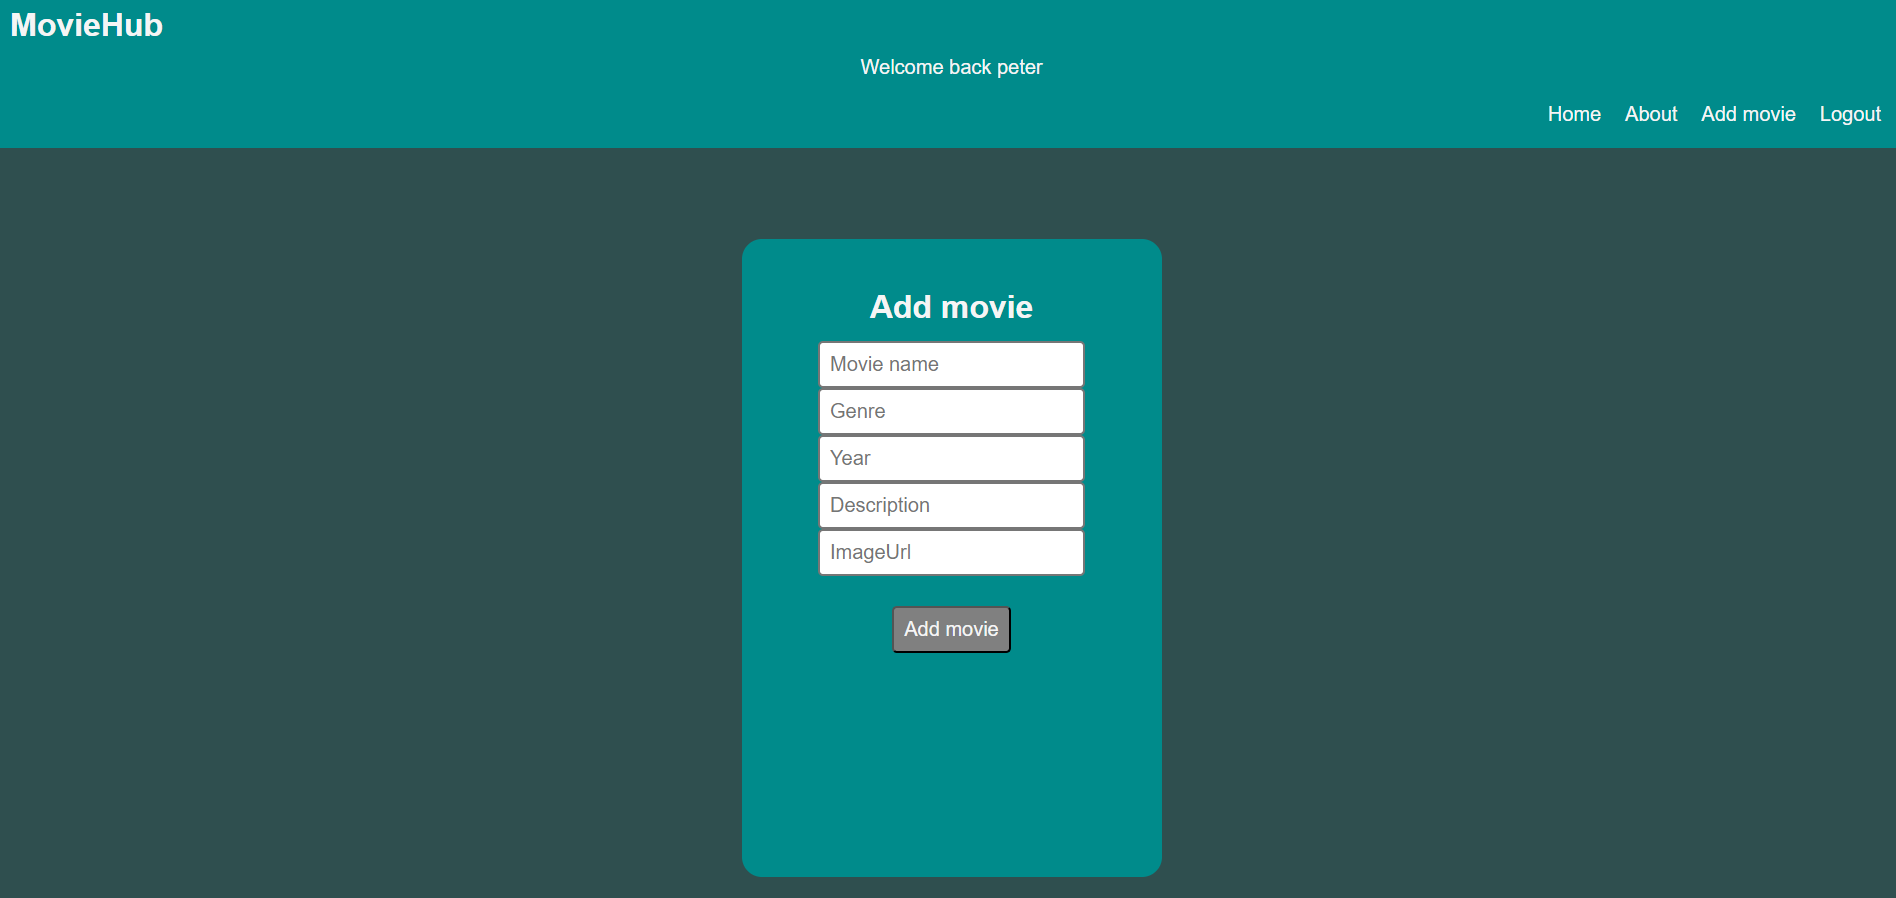 MovieHub
Welcome back peter
Home About Add movie Logout
Add movie
Movie name
Genre
Year
Description
ImageUrl
Add movie